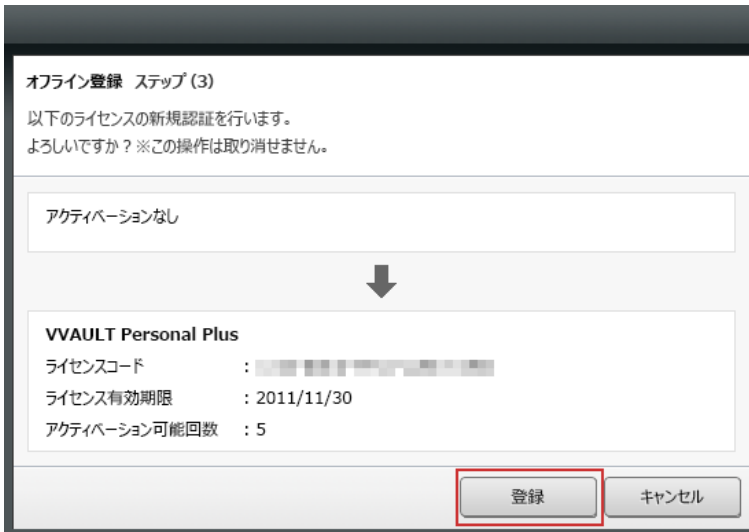 オフライン登録 ステップ(3)
以下のライセンスの新規認証を行います。
よろしいですか？※この操作は取り消せません。
アクティベーションなし
VVAULT Personal Plus
ライセンスコード :
ライセンス有効期限 : 2011/11/30
アクティベーション可能回数 : 5
登録 キャンセル